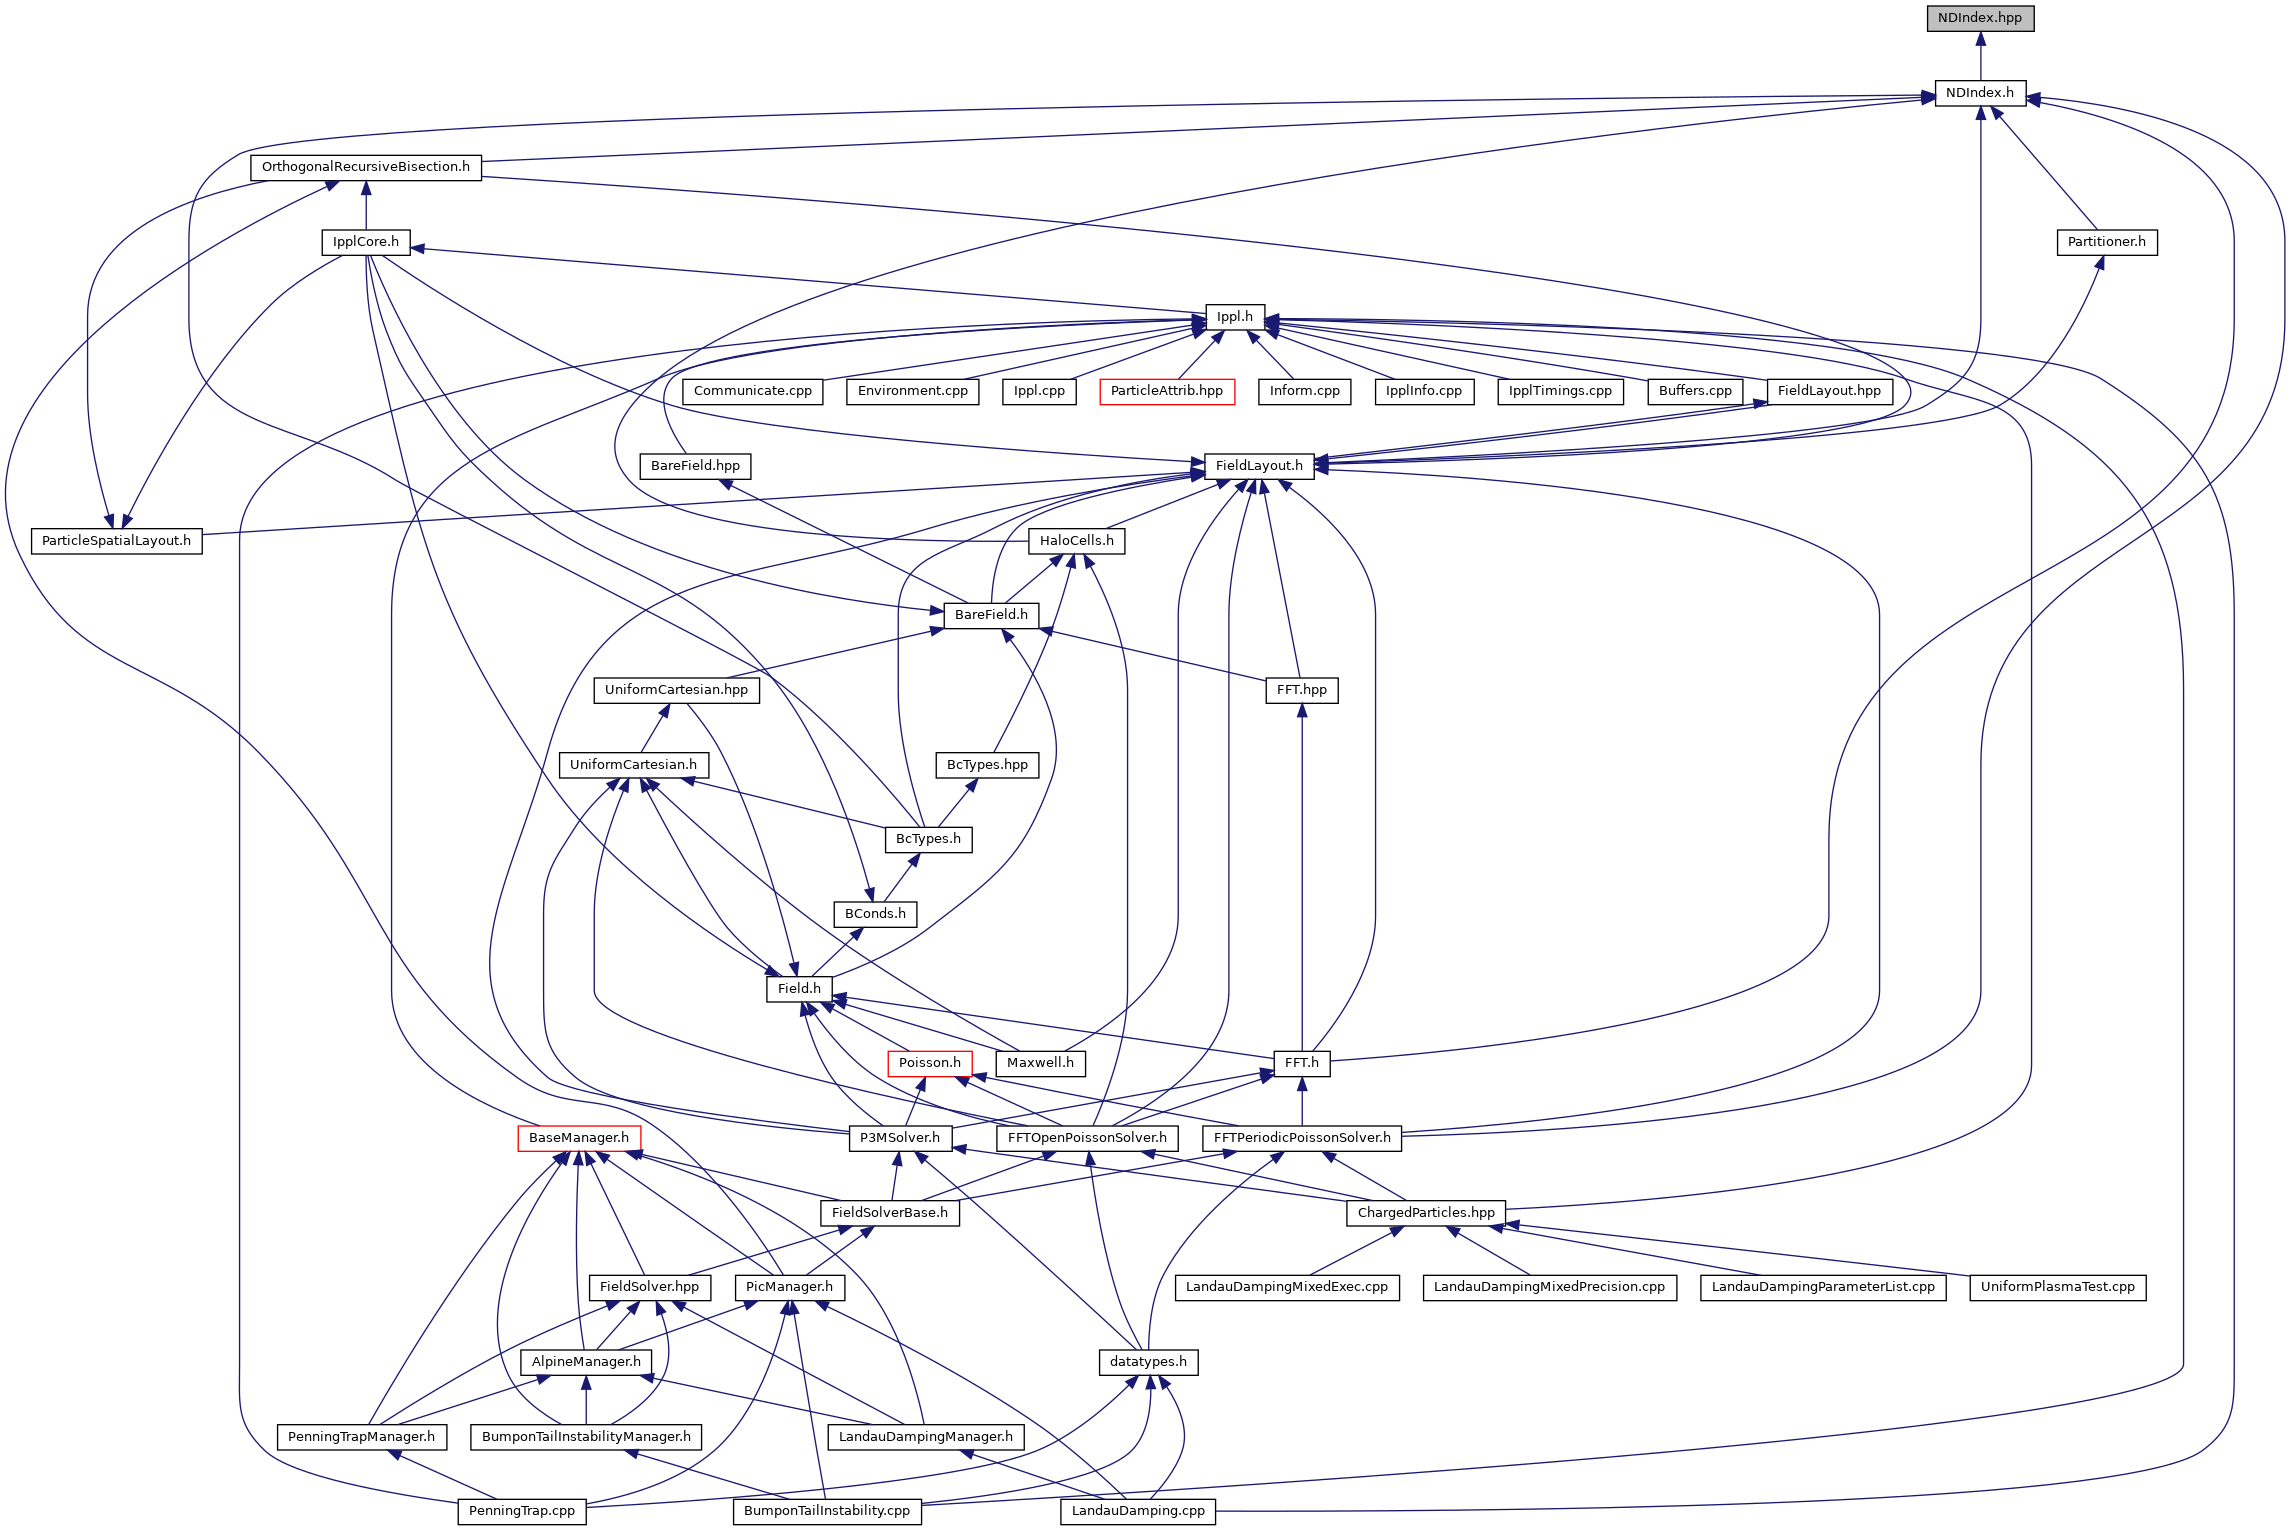 NDIndex.hpp
NDIndex.h
OrthogonalRecursiveBisection.h
IpplCore.h
Partitioner.h
Ippl.h
Communicate.cpp
Environment.cpp
Ippl.cpp
ParticleAttrib.hpp
Inform.cpp
IpplInfo.cpp
IpplTimings.cpp
Buffers.cpp
FieldLayout.hpp
BareField.hpp
FieldLayout.h
ParticleSpatialLayout.h
HaloCells.h
BareField.h
UniformCartesian.hpp
FFT.hpp
UniformCartesian.h
BcTypes.hpp
BcTypes.h
BConds.h
Field.h
Poisson.h
Maxwell.h
FFT.h
BaseManager.h
P3MSolver.h
FFTOpenPoissonSolver.h
FFTPeriodicPoissonSolver.h
FieldSolverBase.h
ChargedParticles.hpp
FieldSolver.hpp
PicManager.h
LandauDampingMixedExec.cpp
LandauDampingMixedPrecision.cpp
LandauDampingParameterList.cpp
UniformPlasmaTest.cpp
AlpineManager.h
datatypes.h
PenningTrapManager.h
BumponTailInstabilityManager.h
LandauDampingManager.h
PenningTrap.cpp
BumponTailInstability.cpp
LandauDamping.cpp